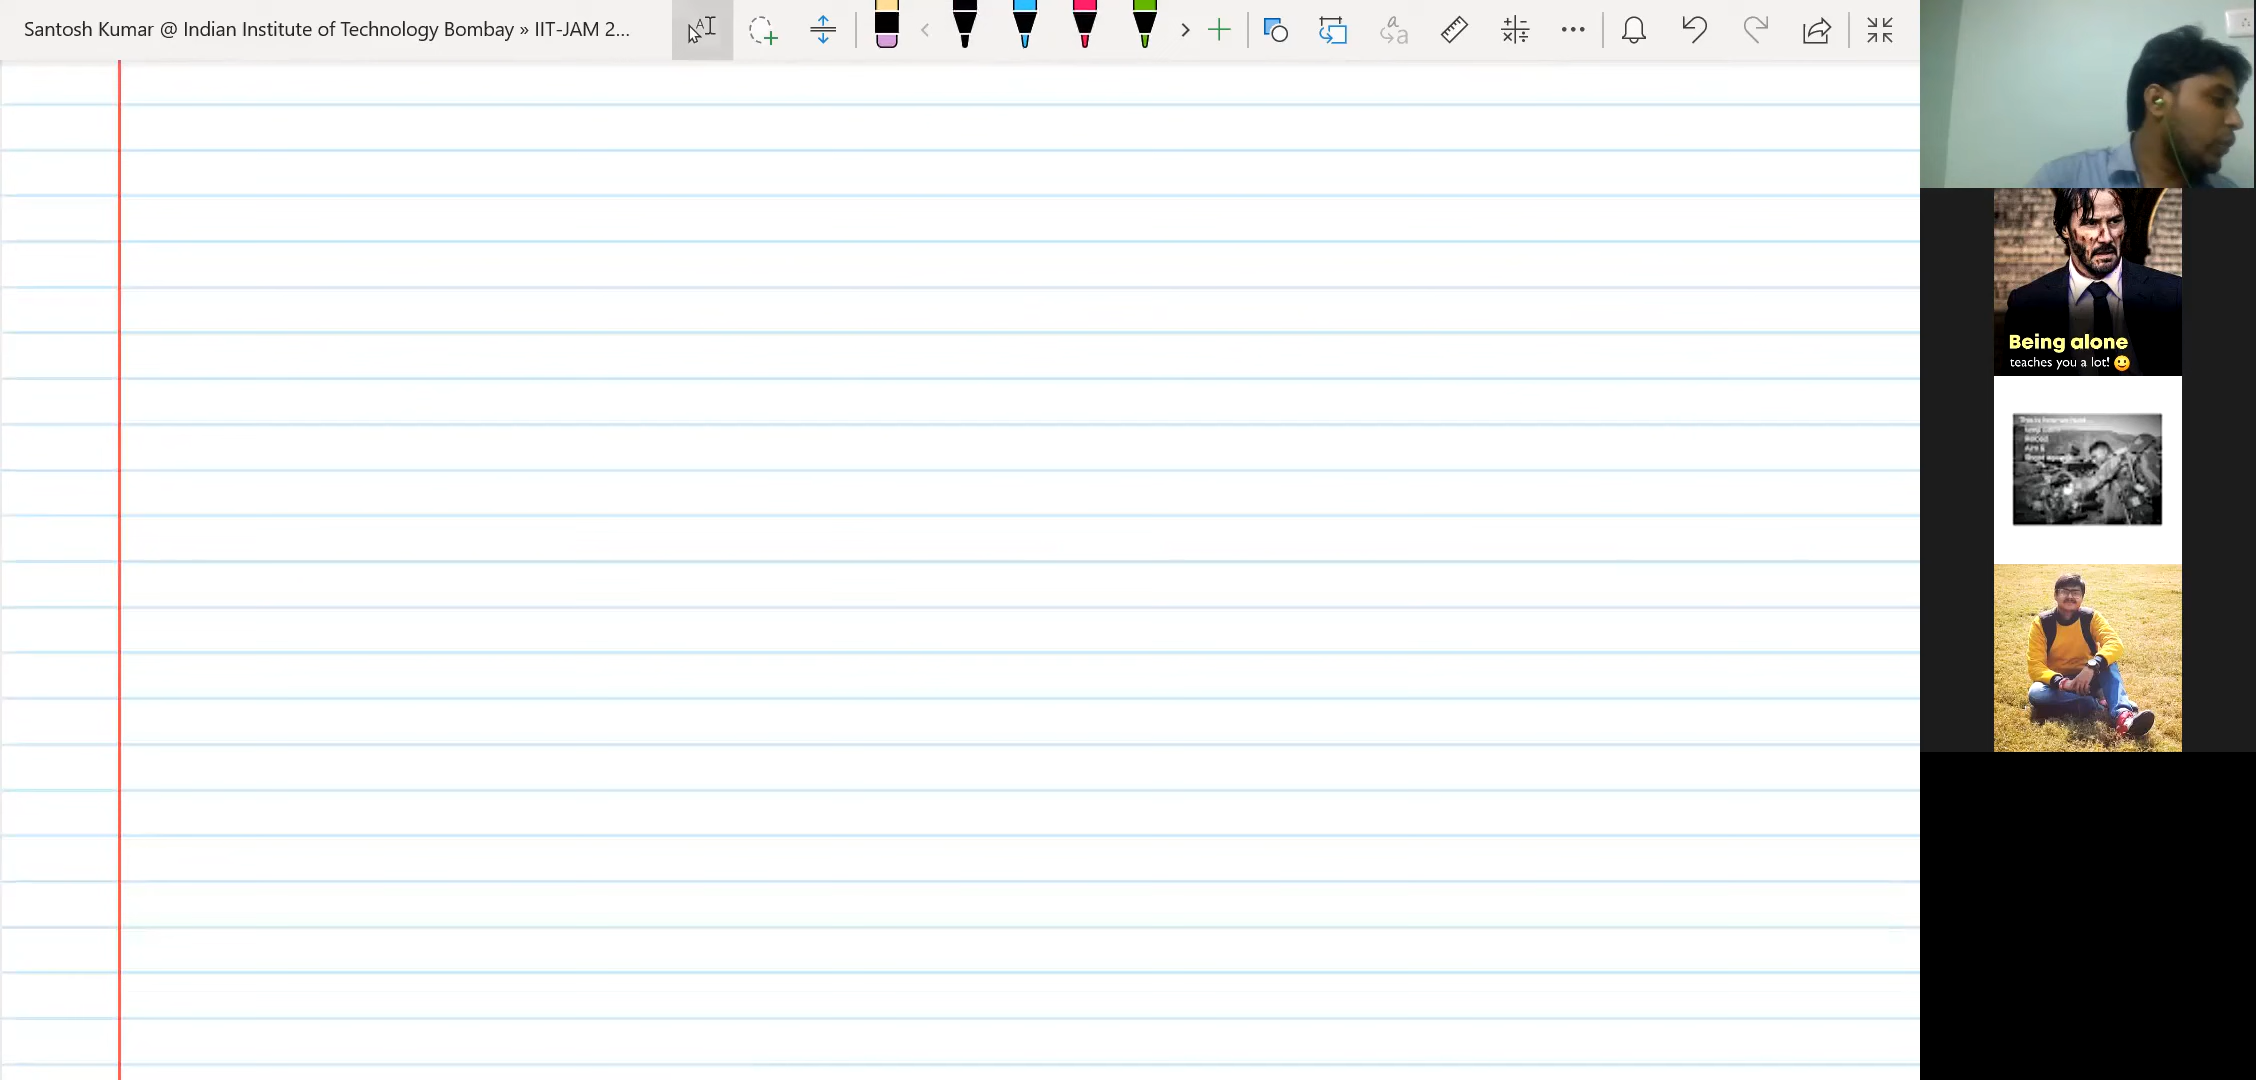 Santosh Kumar @ Indian Institute of Technology Bombay » IIT-JAM 2...
Being alone
teaches you a lot!